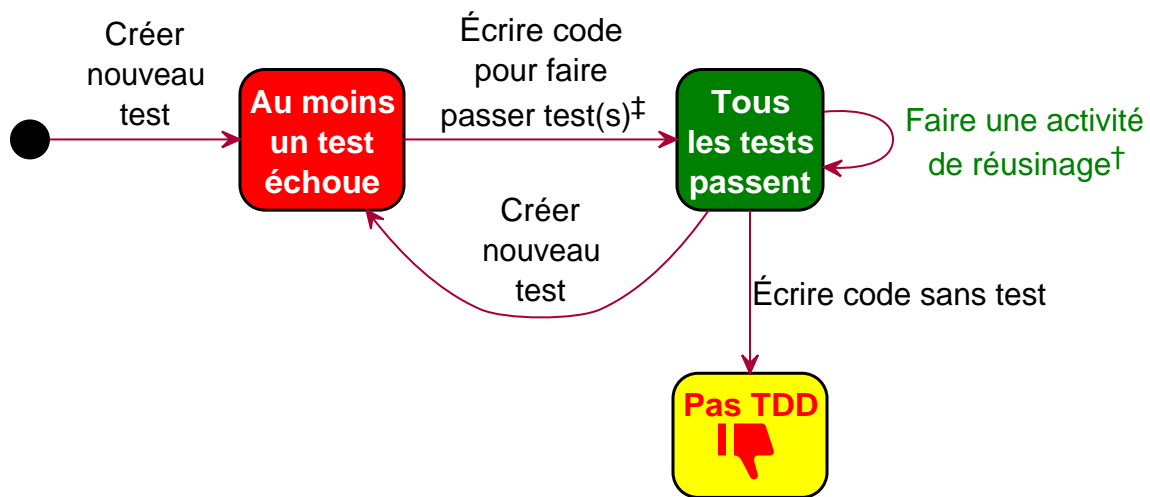 Créer
nouveau
test
Au moins
un test
échoue
Écrire code
pour faire
passer test(s)‡
Tous
les tests
passent
Faire une activité
de réusinage†
Créer
nouveau
test
Écrire code sans test
Pas TDD